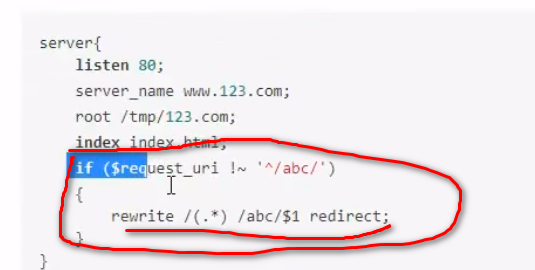 server{
listen 80;
server_name www.123.com;
root /tmp/123.com;
index index.html;
if ($request_uri !~ '^/abc/')
{
rewrite /(.*) /abc/$1 redirect;
}
}